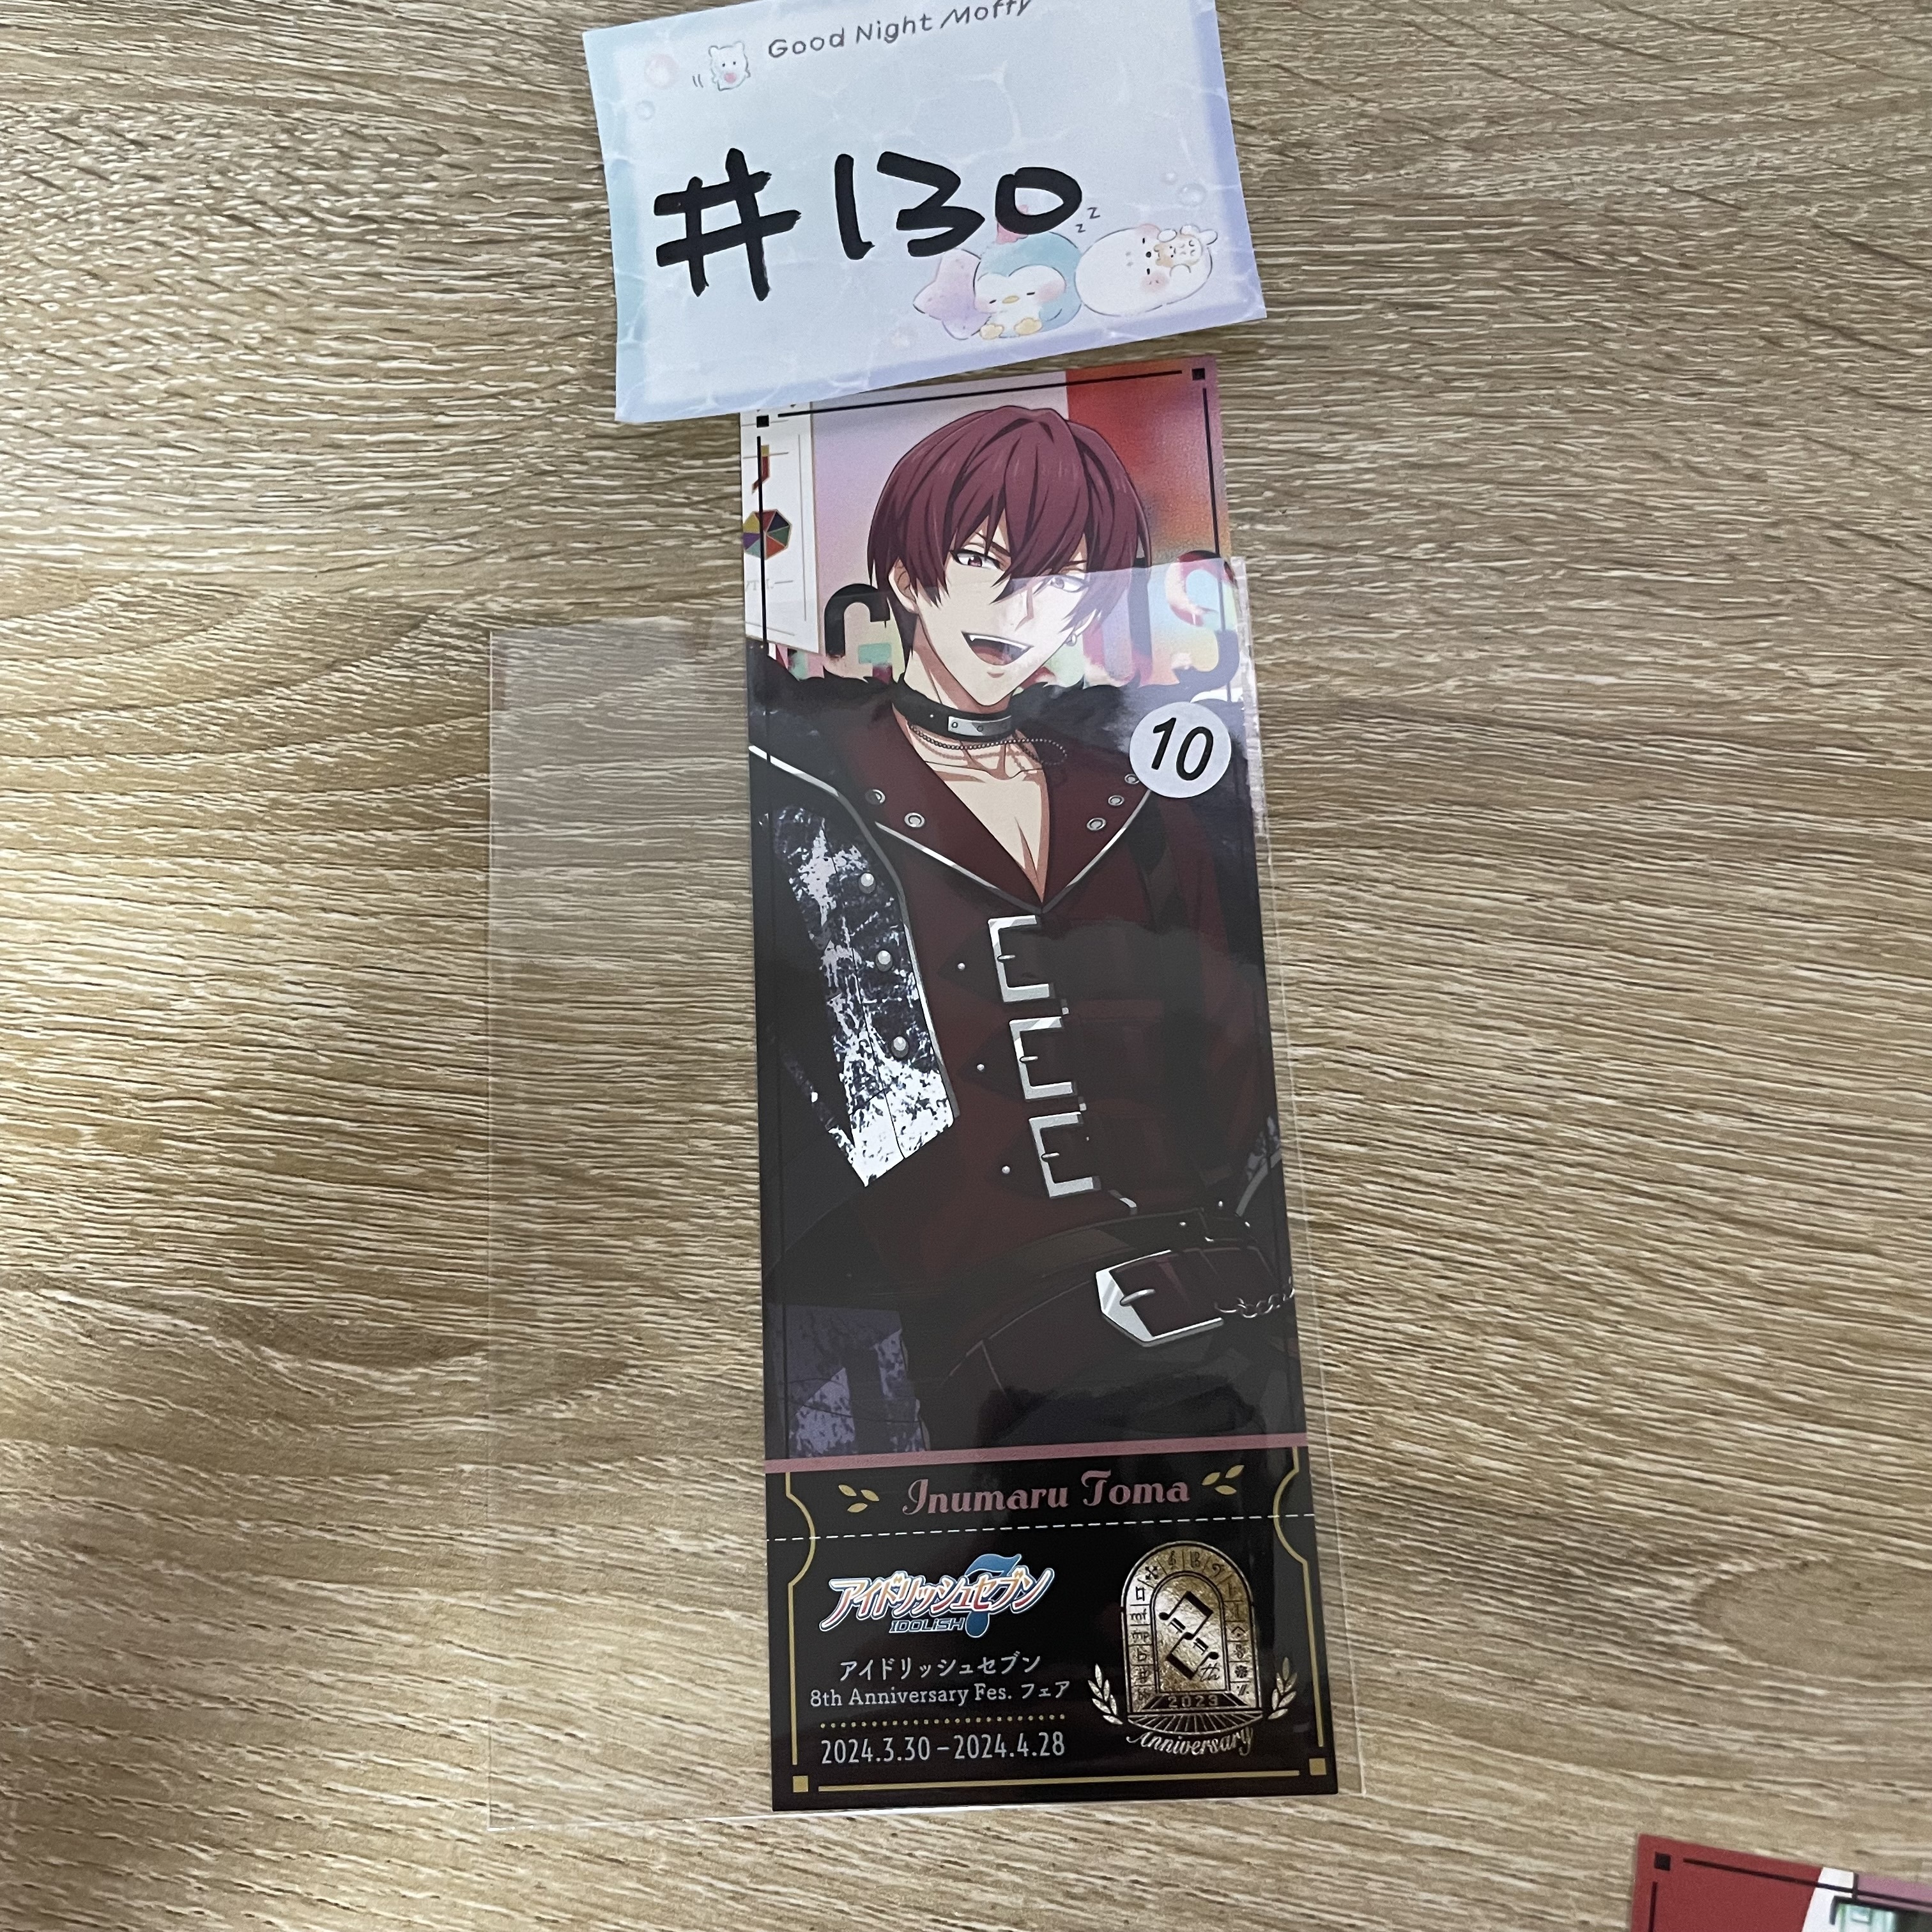 Good Night Moffy
#130
z
z
10
Inumaru Toma
アイドリッシュセブン
IDOLiSH7
アイドリッシュセブン
8th Anniversary Fes. フェア
2024.3.30-2024.4.28
8th
2023
Anniversary